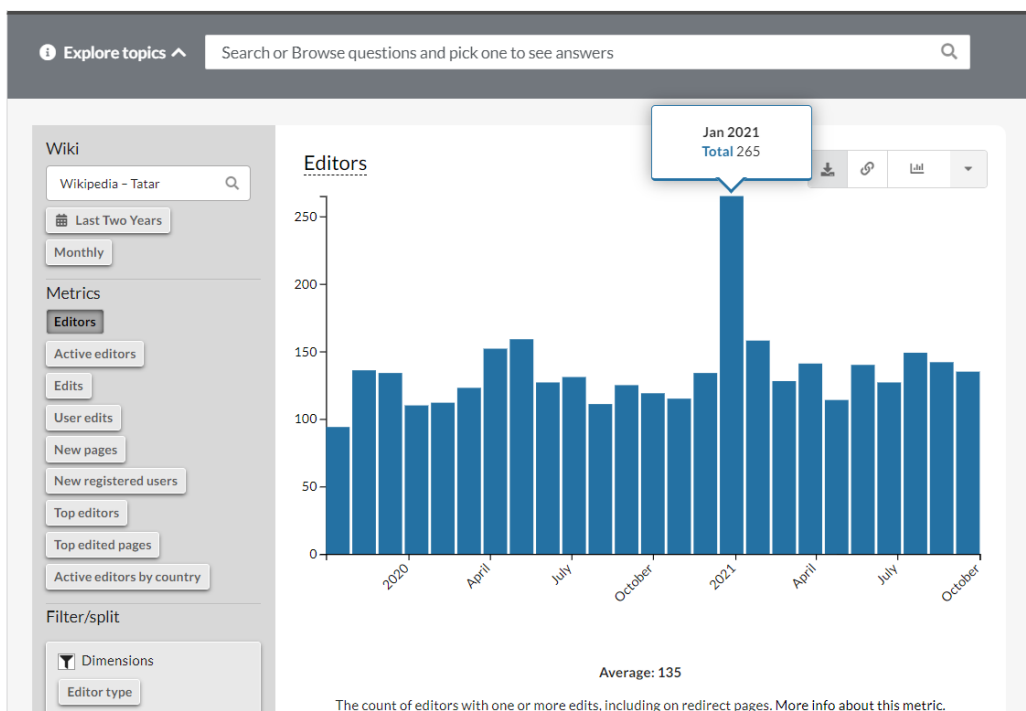 Explore topics
Search or Browse questions and pick one to see answers
Wiki
Wikipedia – Tatar
Last Two Years
Monthly
Metrics
Editors
Active editors
Edits
User edits
New pages
New registered users
Top editors
Top edited pages
Active editors by country
Filter/split
Dimensions
Editor type
Editors
Jan 2021
Total 265
250
200
150
100
50
0
2020
April
July
October
2021
April
July
October
Average: 135
The count of editors with one or more edits, including on redirect pages. More info about this metric.